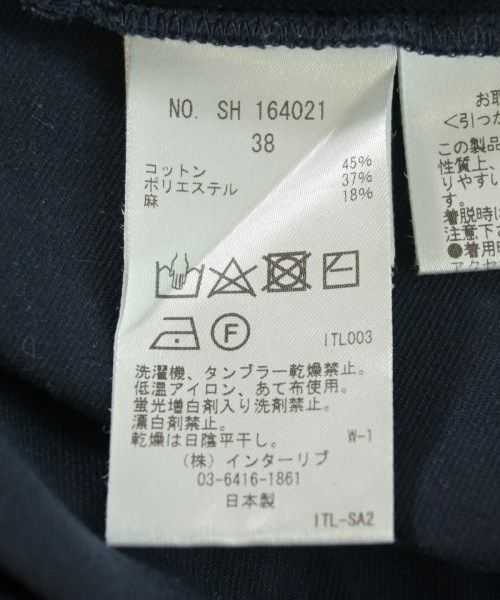 NO. SH 164021
38
コットン 45%
ポリエステル 37%
麻 18%
F
ITL003
洗濯機、タンブラー乾燥禁止。
低温アイロン、あて布使用。
蛍光増白剤入り洗剤禁止。
漂白剤禁止。
乾燥は日陰平干し。
W-1
(株)インターリブ
03-6416-1861
日本製
ITL-SA2
お取
<引っか
この製品
性質上、
りやすい
す。
着脱時に
注意下さ
●着用時
アクセ